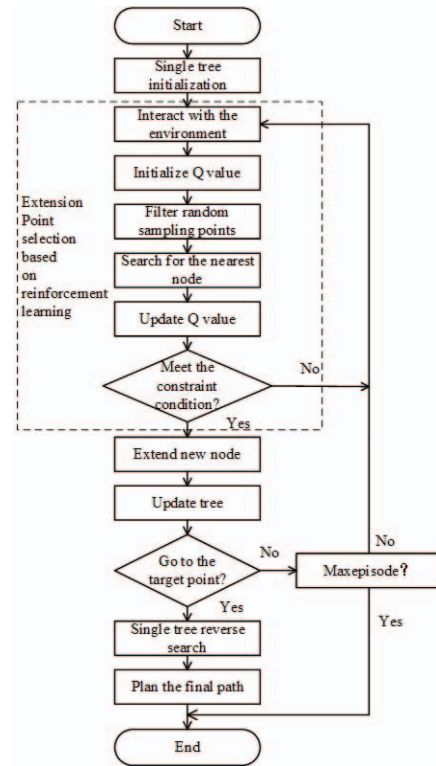 Start
Single tree
initialization
Interact with the
environment
Initialize Q value
Extension
Point
selection
based
on
reinforcement
learning
Filter random
sampling points
Search for the nearest
node
Update Q value
Meet the
constraint
condition?
No
Yes
Extend new node
Update tree
Go to the
target point?
No
Maxepisode?
No
Yes
Yes
Single tree reverse
search
Plan the final path
End